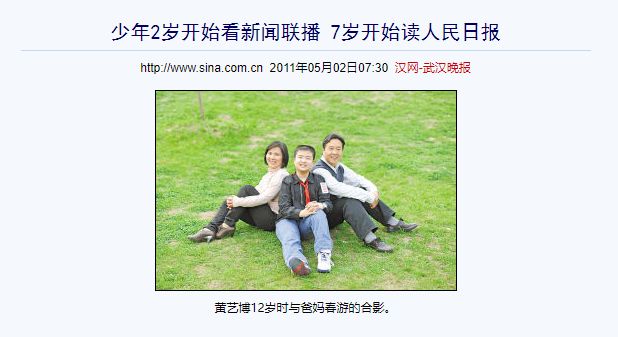 少年2岁开始看新闻联播 7岁开始读人民日报
http://www.sina.com.cn 2011年05月02日07:30 汉网-武汉晚报
黄艺博12岁时与爸妈春游的合影。